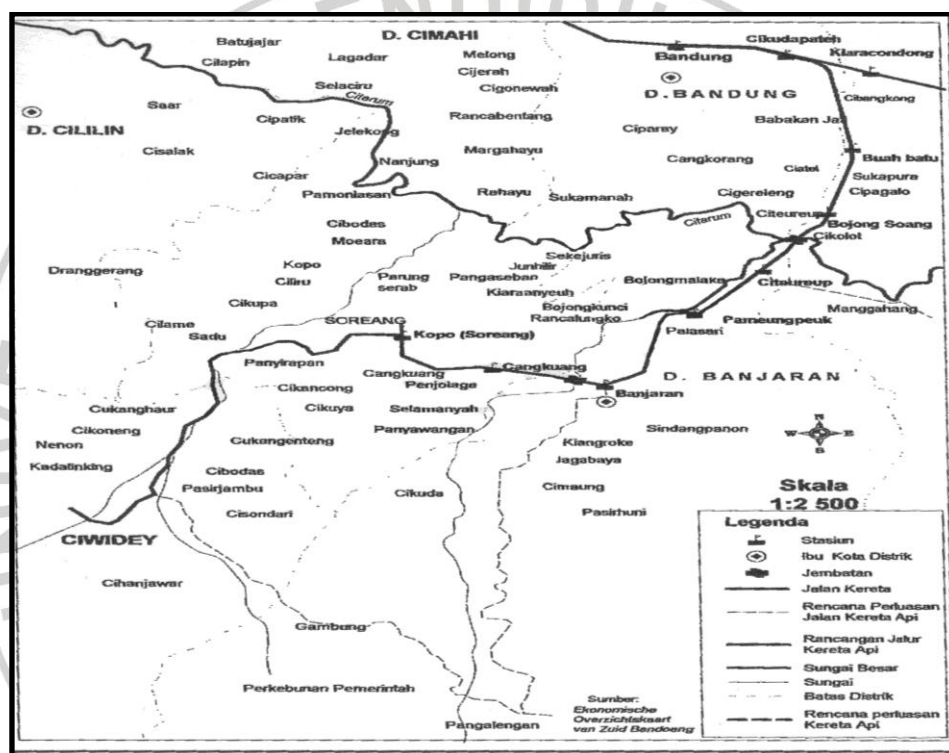 D. CIMAHI
Batujajar
Cilapin
Lagadar
Melong
Cijerah
Selaciru
Citarum
Cigonewah
Bandung
Cikudapateh
Kiaracondong
D. BANDUNG
Cibangkong
D. CILILIN
Saar
Cipatik
Jelekong
Rancabentang
Ciparay
Babakan Jati
Cisalak
Nanjung
Margahayu
Cangkorang
Ciatel
Buah batu
Sukapura
Cicapar
Pamoniasan
Rahayu
Sukamanah
Cigereleng
Cipagalo
Cibodas
Moeara
Citarum
Citeureup
Bojong Soang
Cikolot
Dranggerang
Kopo
Ciliru
Parung
serab
Pangaseban
Sekejuris
Junhilir
Kiaraanyeuh
Bojongmalaka
Citeureup
Cikupa
Bojongkunci
Rancatungko
Manggahang
Cilame
Sadu
SOREANG
Kopo (Soreang)
Palasari
Pameungpeuk
Panyirapan
Cangkuang
Cangkuang
Penjolaga
D. BANJARAN
Banjaran
Cikancong
Cikuya
Selamanyah
Cukanghaur
Cikoneng
Nenon
Kadatinking
Cukangenteng
Panyawangan
Kiangroke
Sindangpanon
Jagabaya
Cibodas
Pasirjambu
Cikuda
Cimaung
Cisondari
Pasirhuni
CIWIDEY
Cihanjawar
Gambung
Perkebunan Pemerintah
Pangalengan
N
W E
S
Skala
1:2 500
Legenda
Stasiun
Ibu Kota Distrik
Jembatan
Jalan Kereta
Rencana Perluasan
Jalan Kereta Api
Rancangan Jalur
Kereta Api
Sungai Besar
Sungai
Batas Distrik
Rencana perluasan
Kereta Api
Sumber:
Ekonomische
Overzichtskaart
van Zuid Bandoeng